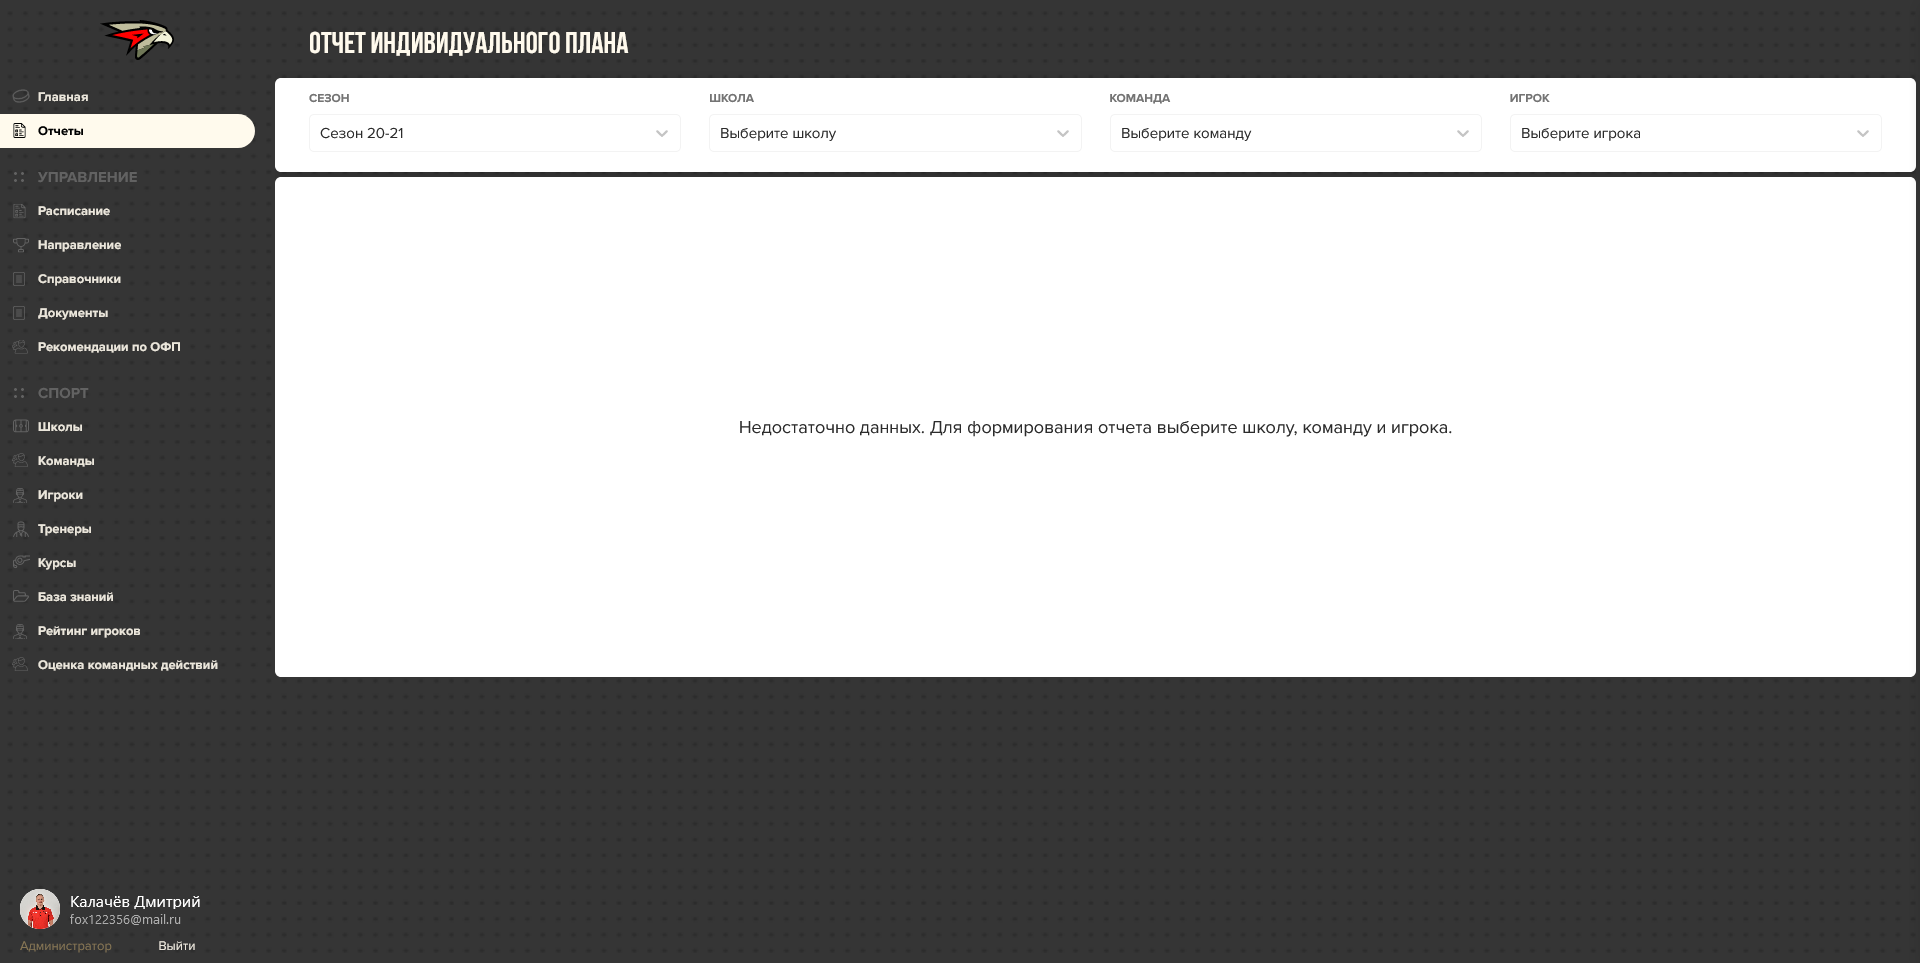 ОТЧЕТ ИНДИВИДУАЛЬНОГО ПЛАНА
Главная
Отчеты
УПРАВЛЕНИЕ
Расписание
Направление
Справочники
Документы
Рекомендации по ОФП
СПОРТ
Школы
Команды
Игроки
Тренеры
Курсы
База знаний
Рейтинг игроков
Оценка командных действий
Калачёв Дмитрий
fox122356@mail.ru
Администратор Выйти
СЕЗОН ШКОЛА КОМАНДА ИГРОК
Сезон 20-21 Выберите школу Выберите команду Выберите игрока
Недостаточно данных. Для формирования отчета выберите школу, команду и игрока.